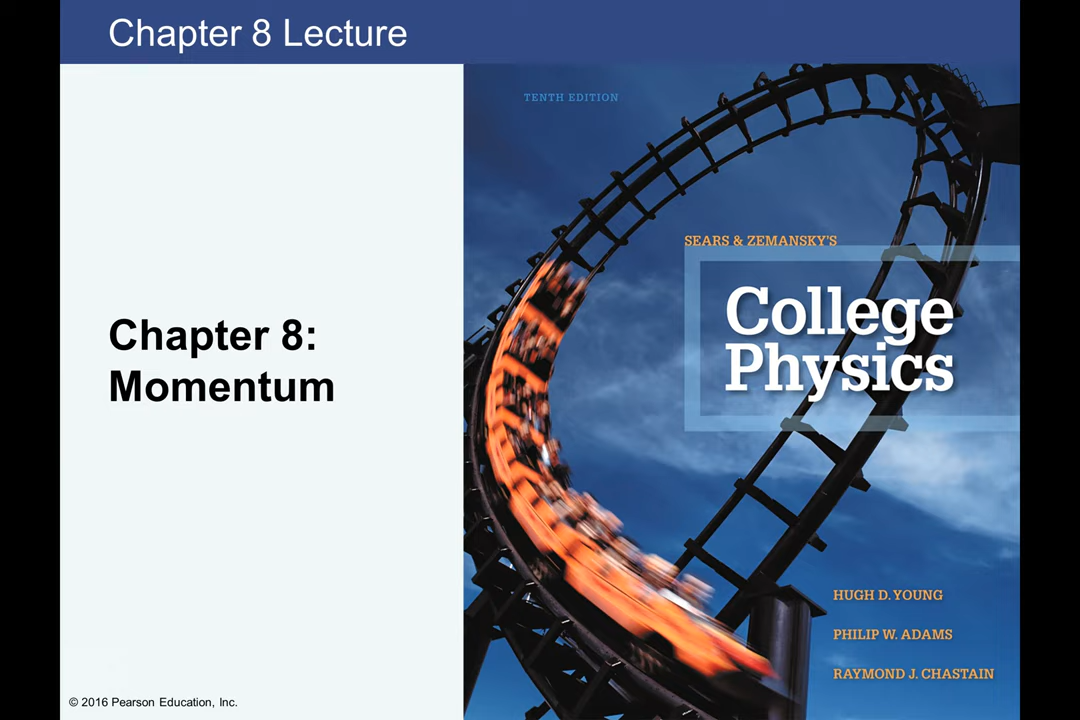 Chapter 8 Lecture
TENTH EDITION
SEARS & ZEMANSKY'S
College
Physics
Chapter 8:
Momentum
HUGH D. YOUNG
PHILIP W. ADAMS
RAYMOND J. CHASTAIN
© 2016 Pearson Education, Inc.